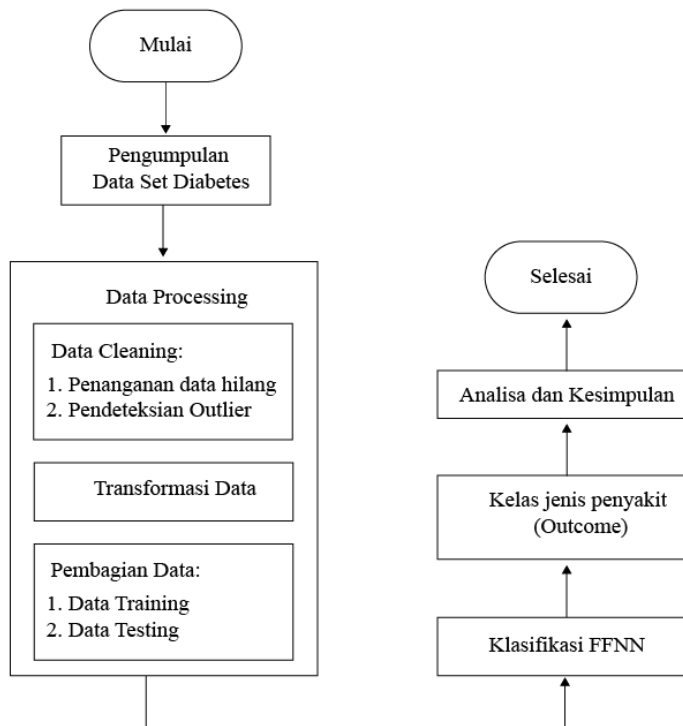 Mulai
Pengumpulan
Data Set Diabetes
Data Processing
Data Cleaning:
1. Penanganan data hilang
2. Pendeteksian Outlier
Transformasi Data
Pembagian Data:
1. Data Training
2. Data Testing
Klasifikasi FFNN
Kelas jenis penyakit
(Outcome)
Analisa dan Kesimpulan
Selesai